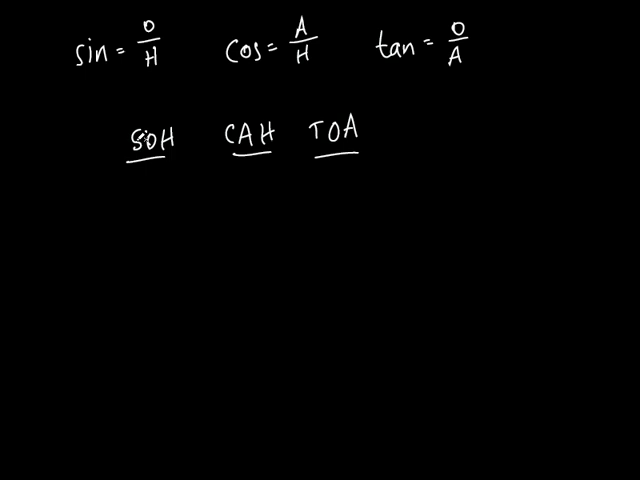 sin = O/H cos = A/H tan = O/A
SOH CAH TOA